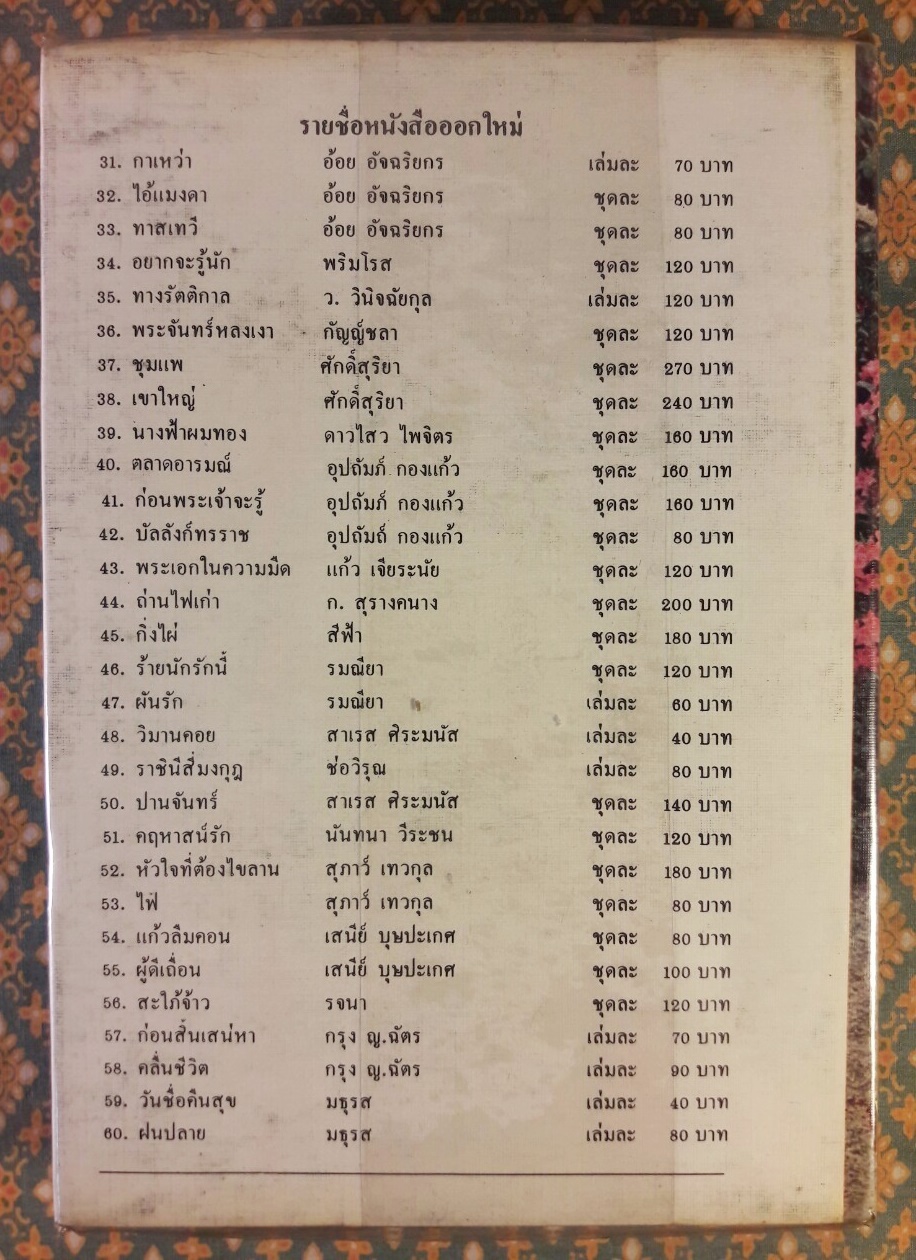 รายชื่อหนังสือออกใหม่
31. กาเหว่า อ้อย อัจฉริยกร เล่มละ 70 บาท
32. ไอ้แมงดา อ้อย อัจฉริยกร ชุดละ 80 บาท
33. ทาสเทวี อ้อย อัจฉริยกร ชุดละ 80 บาท
34. อยากจะรู้นัก พริมโรส ชุดละ 120 บาท
35. ทางรัตติกาล ว. วินิจฉัยกุล เล่มละ 120 บาท
36. พระจันทร์หลงเงา กัญญ์ชลา ชุดละ 120 บาท
37. ชุมแพ ศักดิ์สุริยา ชุดละ 270 บาท
38. เขาใหญ่ ศักดิ์สุริยา ชุดละ 240 บาท
39. นางฟ้าผมทอง ดาวไสว ไพจิตร ชุดละ 160 บาท
40. ตลาดอารมณ์ อุปถัมภ์ กองแก้ว ชุดละ 160 บาท
41. ก่อนพระเจ้าจะรู้ อุปถัมภ์ กองแก้ว ชุดละ 160 บาท
42. บัลลังก์ทรราช อุปถัมถ์ กองแก้ว ชุดละ 80 บาท
43. พระเอกในความมืด แก้ว เจียระนัย ชุดละ 120 บาท
44. ถ่านไฟเก่า ก. สุรางคนาง ชุดละ 200 บาท
45. กิ่งไผ่ สีฟ้า ชุดละ 180 บาท
46. ร้ายนักรักนี้ รมณียา ชุดละ 120 บาท
47. ผันรัก รมณียา เล่มละ 60 บาท
48. วิมานคอย สาเรส ศิระมนัส เล่มละ 40 บาท
49. ราชินีสี่มงกุฎ ช่อวิรุณ เล่มละ 80 บาท
50. ปานจันทร์ สาเรส ศิระมนัส ชุดละ 140 บาท
51. คฤหาสน์รัก นันทนา วีระชน ชุดละ 120 บาท
52. หัวใจที่ต้องไขลาน สุภาว์ เทวกุล ชุดละ 180 บาท
53. ไฟ สุภาว์ เทวกุล ชุดละ 80 บาท
54. แก้วลืมคอน เสนีย์ บุษปะเกศ ชุดละ 80 บาท
55. ผู้ดีเถื่อน เสนีย์ บุษปะเกศ ชุดละ 100 บาท
56. สะใภ้จ้าว รจนา ชุดละ 120 บาท
57. ก่อนสิ้นเสน่หา กรุง ญ.ฉัตร เล่มละ 70 บาท
58. คลื่นชีวิต กรุง ญ.ฉัตร เล่มละ 90 บาท
59. วันชื่อคืนสุข มธุรส เล่มละ 40 บาท
60. ฝนปลาย มธุรส เล่มละ 80 บาท